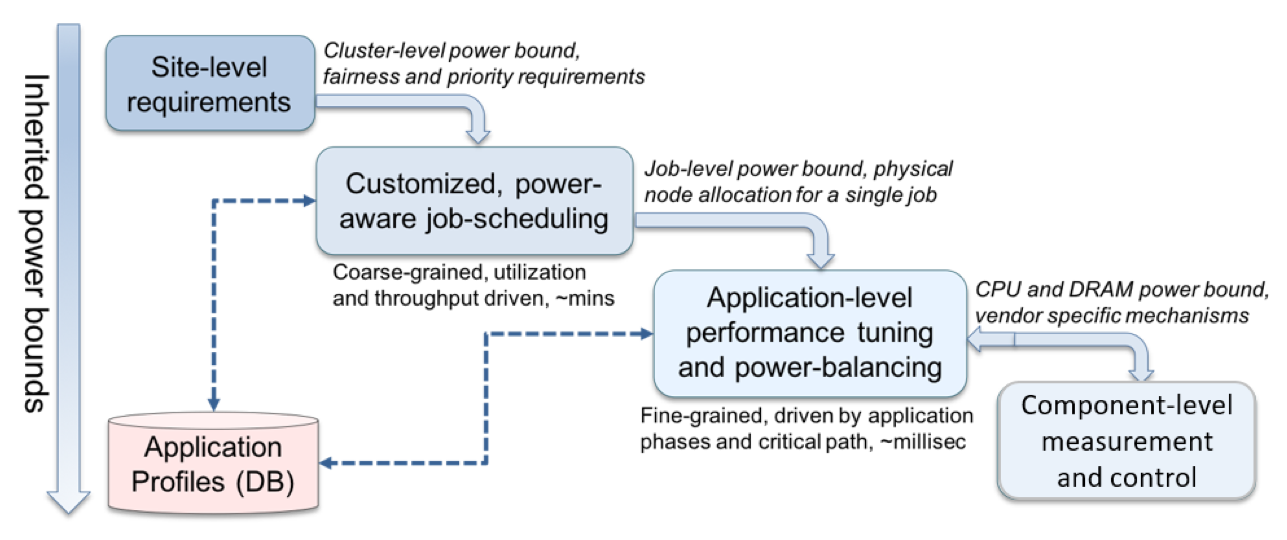 Inherited power bounds
Site-level
requirements
Cluster-level power bound,
fairness and priority requirements
Customized, power-
aware job-scheduling
Job-level power bound, physical
node allocation for a single job
Coarse-grained, utilization
and throughput driven, ~mins
Application-level
performance tuning
and power-balancing
CPU and DRAM power bound,
vendor specific mechanisms
Fine-grained, driven by application
phases and critical path, ~millisec
Component-level
measurement
and control
Application
Profiles (DB)